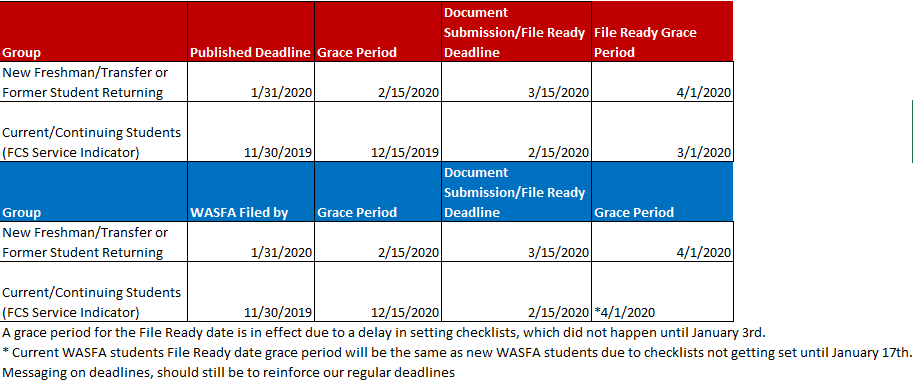 Document
Submission/File Ready File Ready Grace
Group Published Deadline Grace Period Deadline Period
New Freshman/Transfer or
Former Student Returning 1/31/2020 2/15/2020 3/15/2020 4/1/2020
Current/Continuing Students
(FCS Service Indicator) 11/30/2019 12/15/2019 2/15/2020 3/1/2020
Document
Submission/File Ready
Group WASFA Filed by Grace Period Deadline Grace Period
New Freshman/Transfer or
Former Student Returning 1/31/2020 2/15/2020 3/15/2020 4/1/2020
Current/Continuing Students
(FCS Service Indicator) 11/30/2019 12/15/2020 2/15/2020 *4/1/2020
A grace period for the File Ready date is in effect due to a delay in setting checklists, which did not happen until January 3rd.
* Current WASFA students File Ready date grace period will be the same as new WASFA students due to checklists not getting set until January 17th.
Messaging on deadlines, should still be to reinforce our regular deadlines